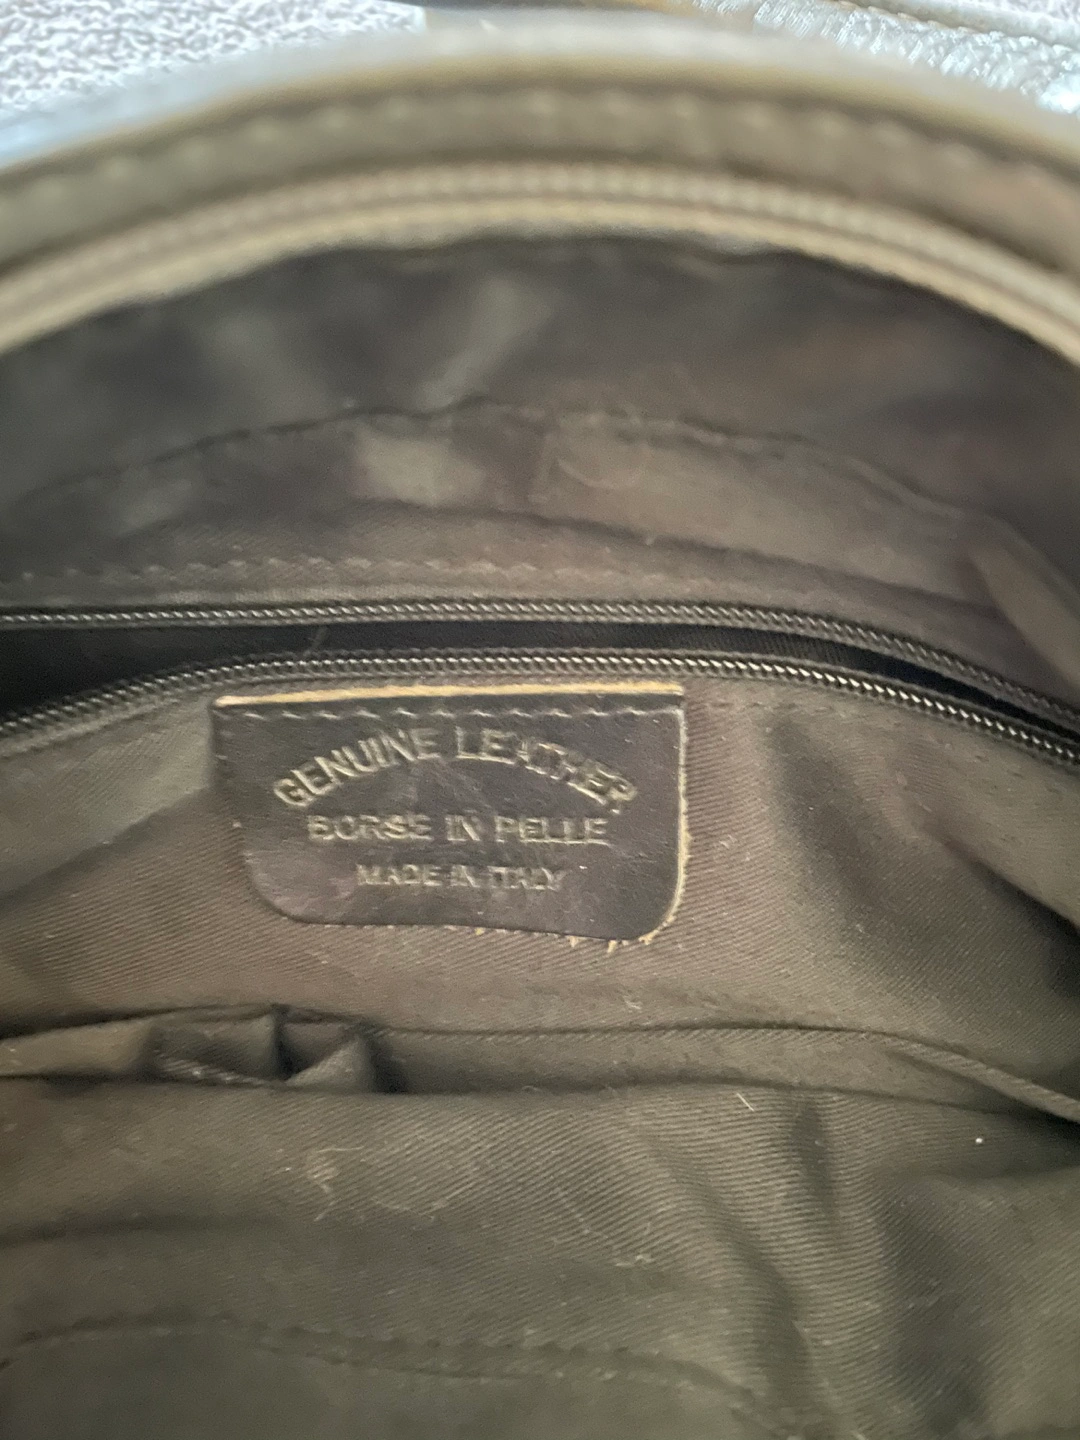 GENUINE LEATHER
BORSE IN PELLE
MADE IN ITALY